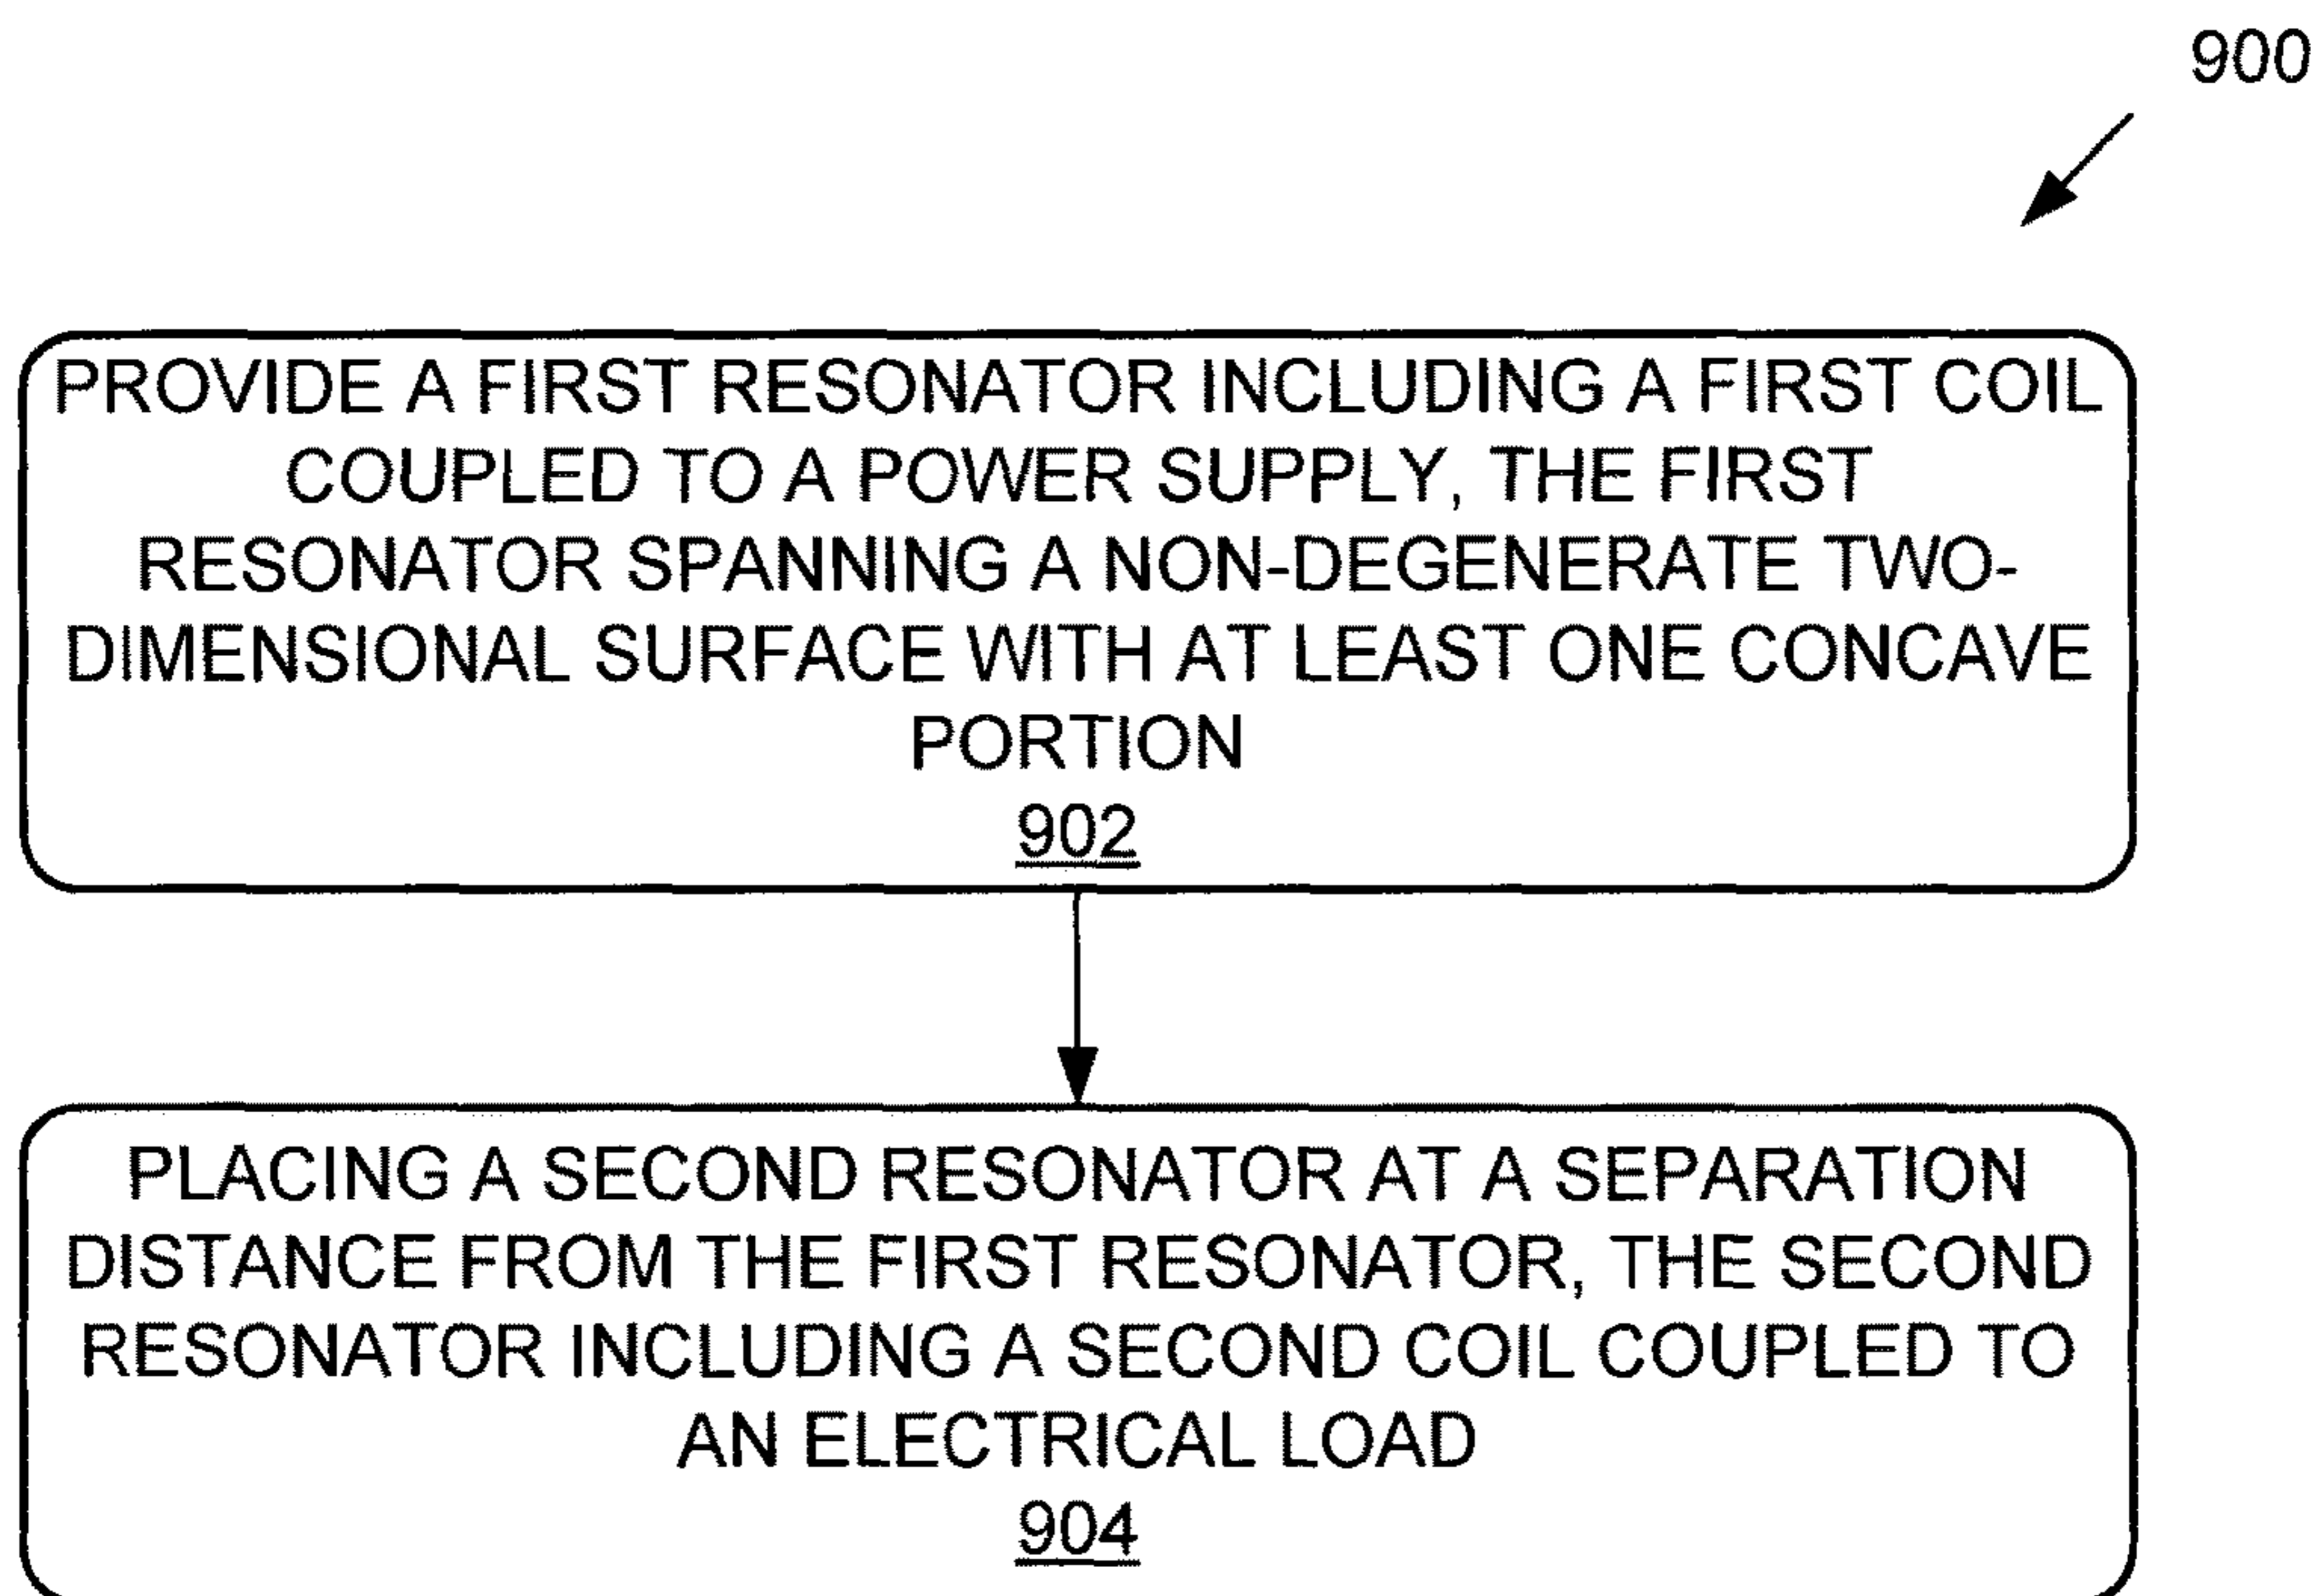 900
PROVIDE A FIRST RESONATOR INCLUDING A FIRST COIL
COUPLED TO A POWER SUPPLY, THE FIRST
RESONATOR SPANNING A NON-DEGENERATE TWO-
DIMENSIONAL SURFACE WITH AT LEAST ONE CONCAVE
PORTION
902
PLACING A SECOND RESONATOR AT A SEPARATION
DISTANCE FROM THE FIRST RESONATOR, THE SECOND
RESONATOR INCLUDING A SECOND COIL COUPLED TO
AN ELECTRICAL LOAD
904